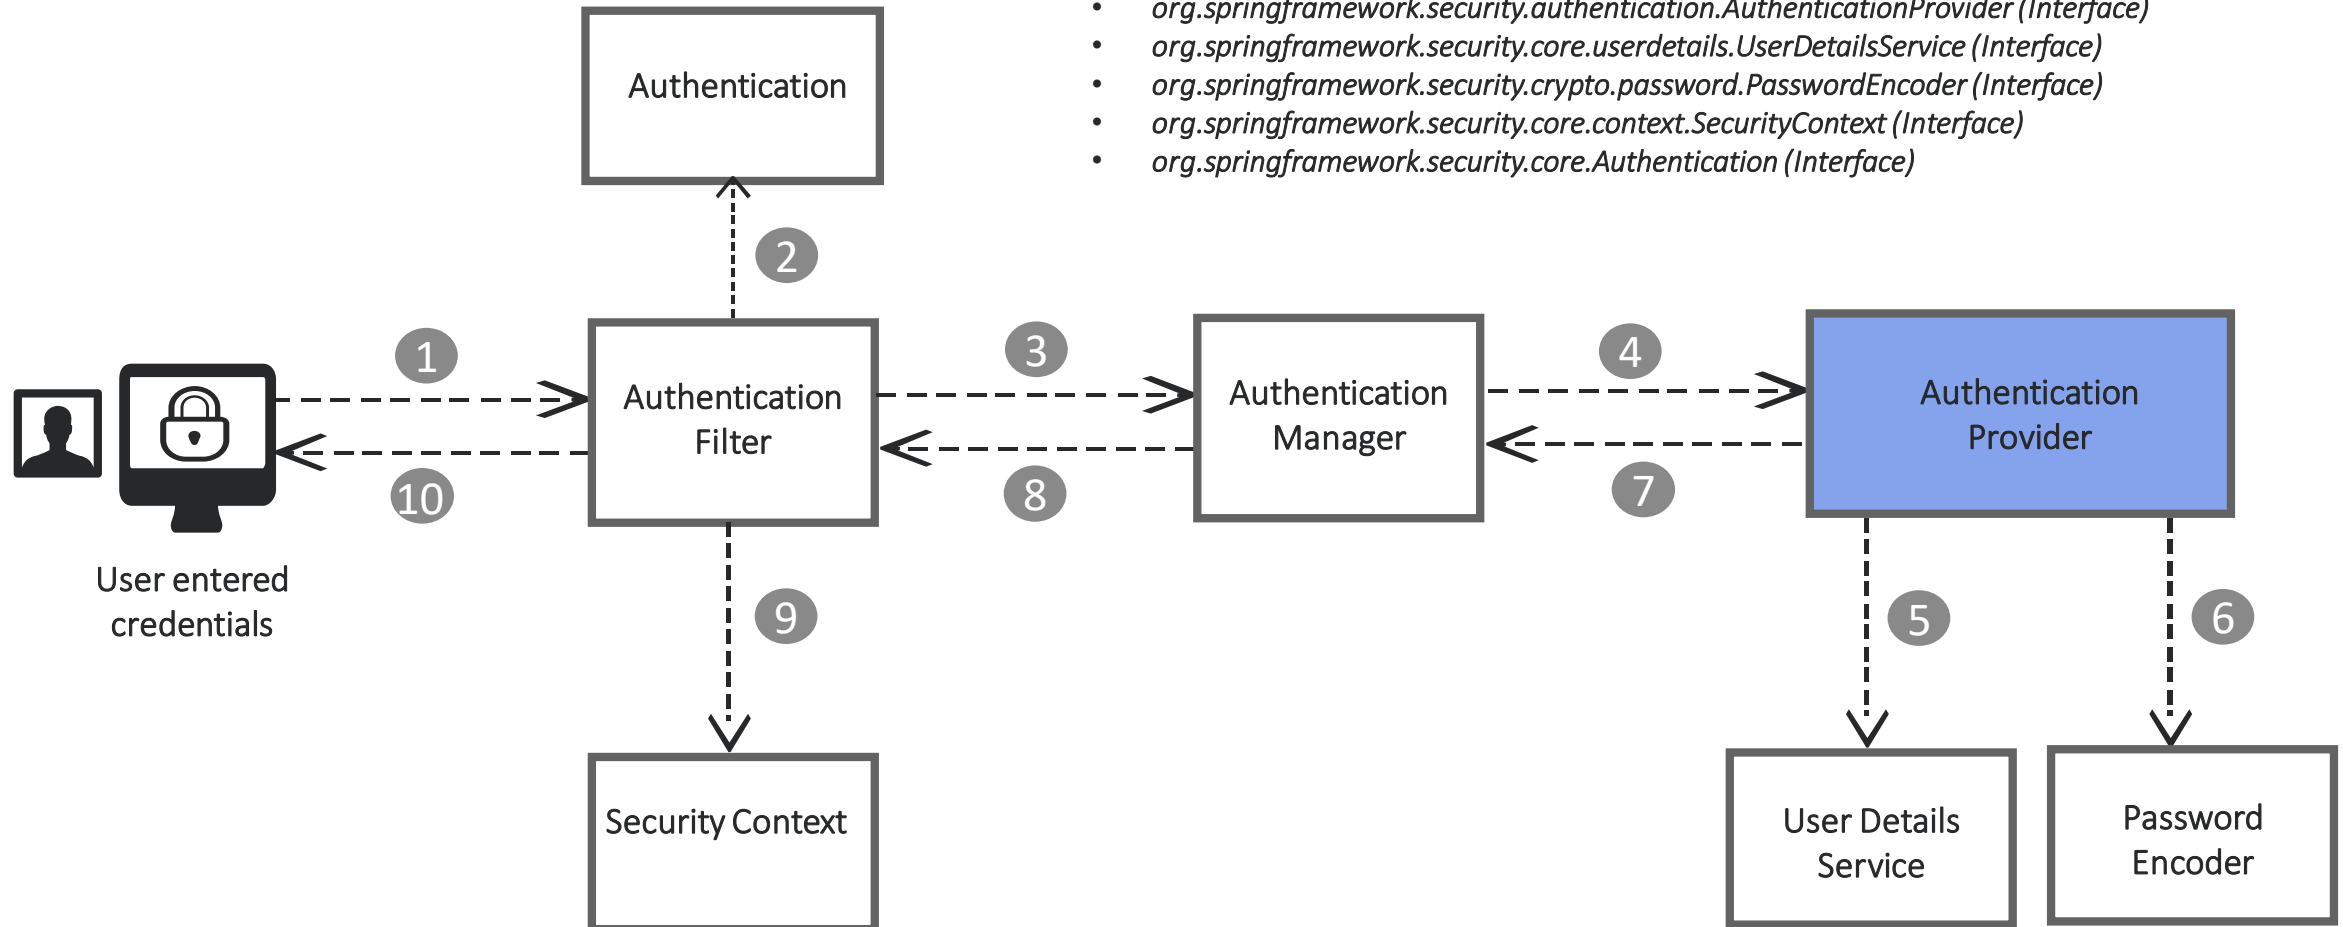 • org.springframework.security.authentication.AuthenticationProvider (Interface)
• org.springframework.security.core.userdetails.UserDetailsService (Interface)
• org.springframework.security.crypto.password.PasswordEncoder (Interface)
• org.springframework.security.core.context.SecurityContext (Interface)
• org.springframework.security.core.Authentication (Interface)
Authentication
2
1
3
4
Authentication
Filter
Authentication
Manager
Authentication
Provider
10
8
7
User entered
credentials
9
5
6
Security Context
User Details
Service
Password
Encoder